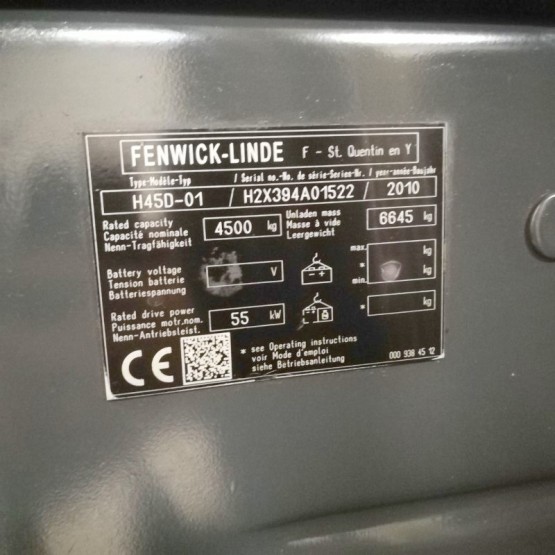 FENWICK-LINDE F - St. Quentin en Y
Type-Modèle-Typ / Serial no.-No. de série-Series-Nr. / year-année-Baujahr
H45D-01 / H2X394A01522 / 2010
Rated capacity
Capacité nominale
Nenn-Tragfähigkeit
4500 kg
Unladen mass
Masse à vide
Leergewicht
6645 kg
Battery voltage
Tension batterie
Batteriespannung
V
max. kg
* kg
min.
Rated drive power
Puissance motr.nom.
Nenn-Antriebsleist.
55 kW
* kg
CE
* see Operating instructions
voir Mode d'emploi
siehe Betriebsanleitung
000 938 45 12